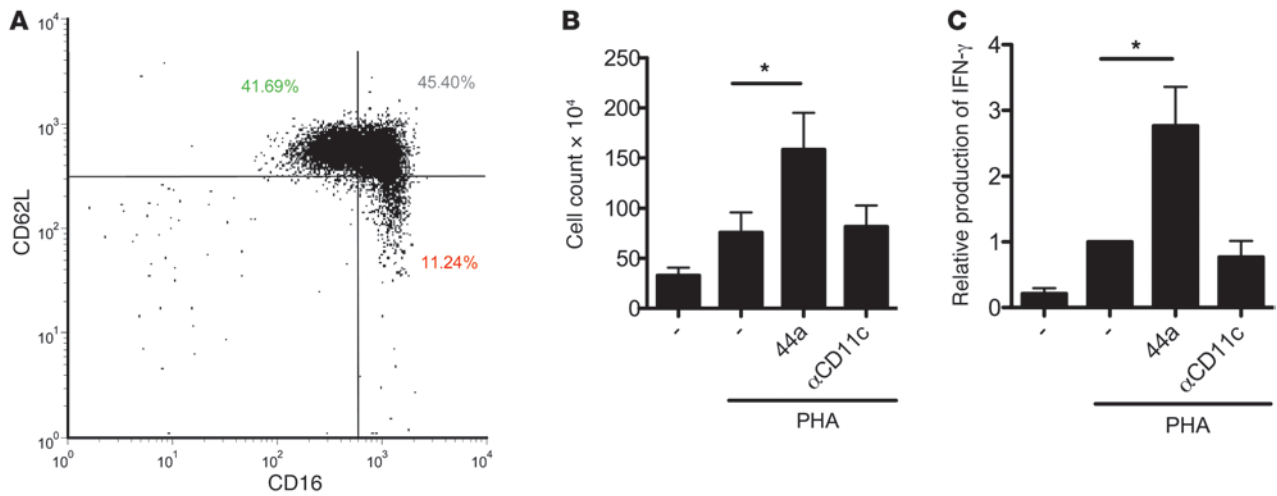 A
10⁴
10³
10²
10¹
10⁰
CD62L
41.69%
45.40%
11.24%
10⁰ 10¹ 10² 10³ 10⁴
CD16
B
250
200
150
100
50
0
Cell count × 10⁴
*
- - 44a αCD11c
PHA
C
4
3
2
1
0
Relative production of IFN-γ
*
- - 44a αCD11c
PHA